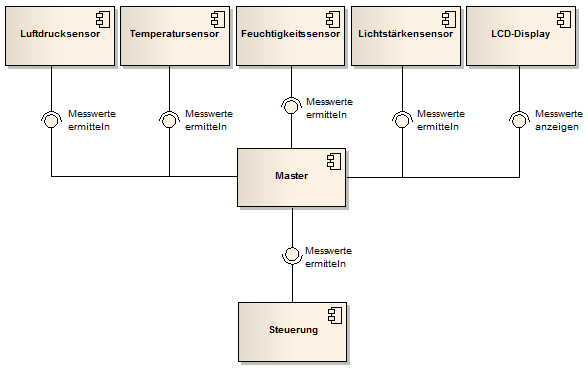 Luftdrucksensor
Temperatursensor
Feuchtigkeitssensor
Lichtstärkensensor
LCD-Display
Messwerte
ermitteln
Messwerte
ermitteln
Messwerte
ermitteln
Messwerte
ermitteln
Messwerte
anzeigen
Master
Messwerte
ermitteln
Steuerung